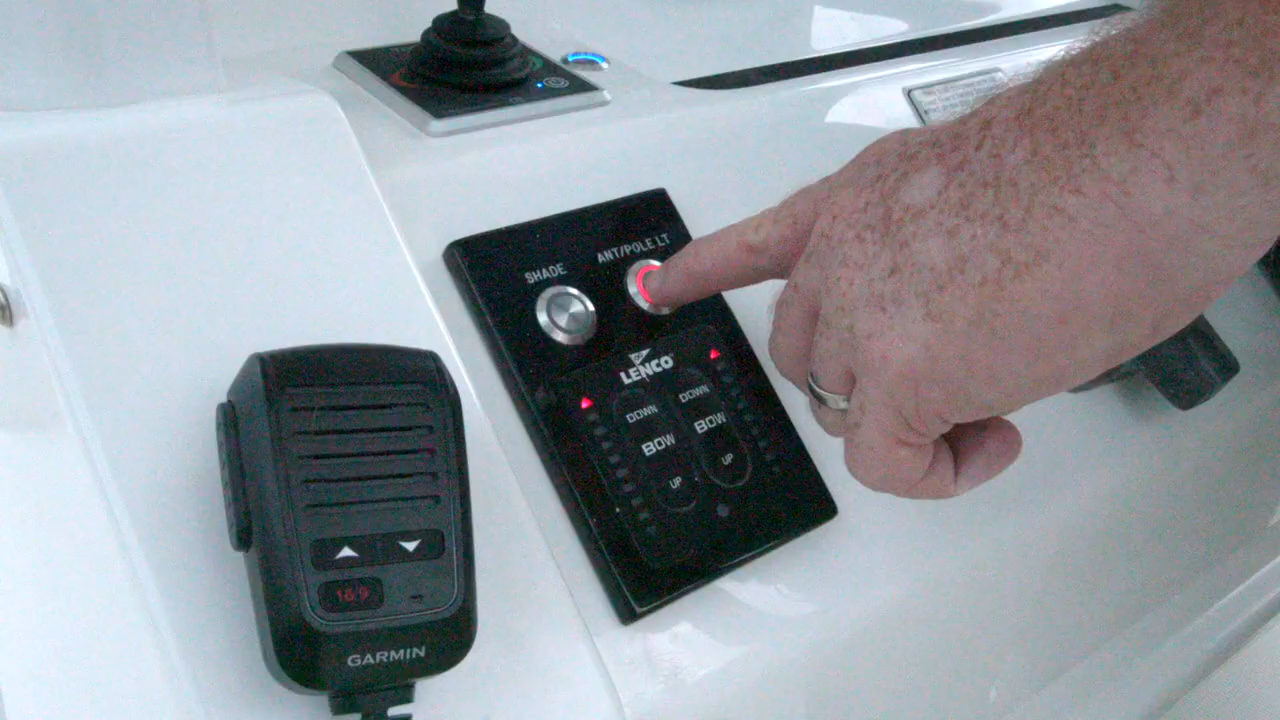 SHADE
ANT/POLE LT
LENCO
DOWN
BOW
UP
DOWN
BOW
UP
16/9
GARMIN